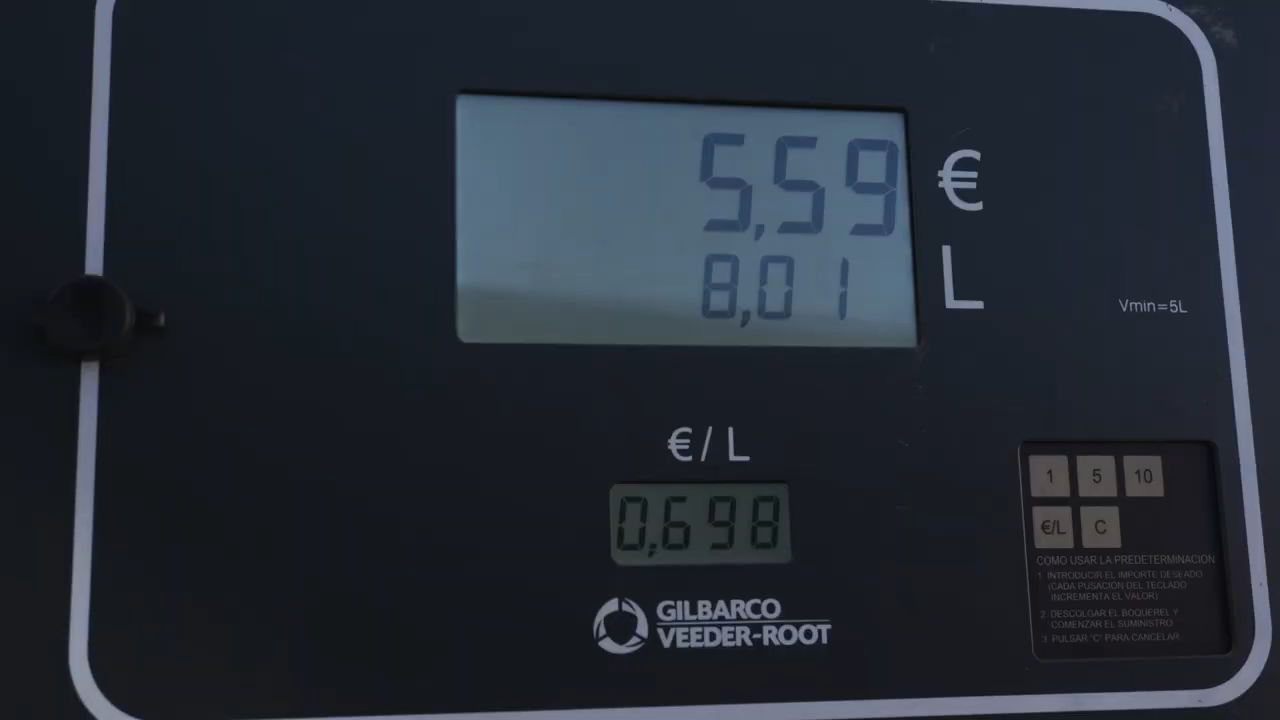 5,59 €
8,01 L
Vmin=5L
€/L
0,698
GILBARCO
VEEDER-ROOT
1 5 10
€/L C
COMO USAR LA PREDETERMINACION
1. INTRODUCIR EL IMPORTE DESEADO
(CADA PUSACION DEL TECLADO
INCREMENTA EL VALOR)
2. DESCOLGAR EL BOQUEREL Y
COMENZAR EL SUMINISTRO
3. PULSAR "C" PARA CANCELAR